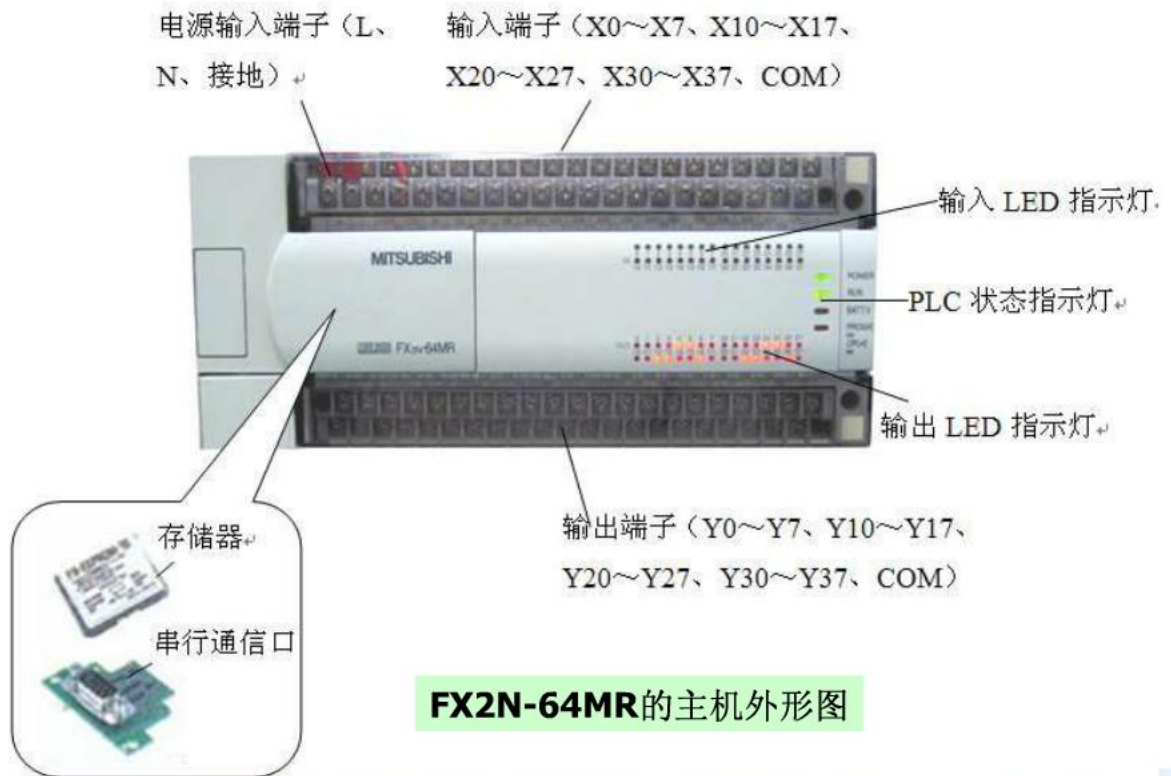 电源输入端子（L、
N、接地）
输入端子（X0～X7、X10～X17、
X20～X27、X30～X37、COM）
输入 LED 指示灯
MITSUBISHI
POWER
RUN
BATT.V
PLC 状态指示灯
FX2N-64MR
输出 LED 指示灯
存储器
输出端子（Y0～Y7、Y10～Y17、
Y20～Y27、Y30～Y37、COM）
串行通信口
FX2N-64MR的主机外形图